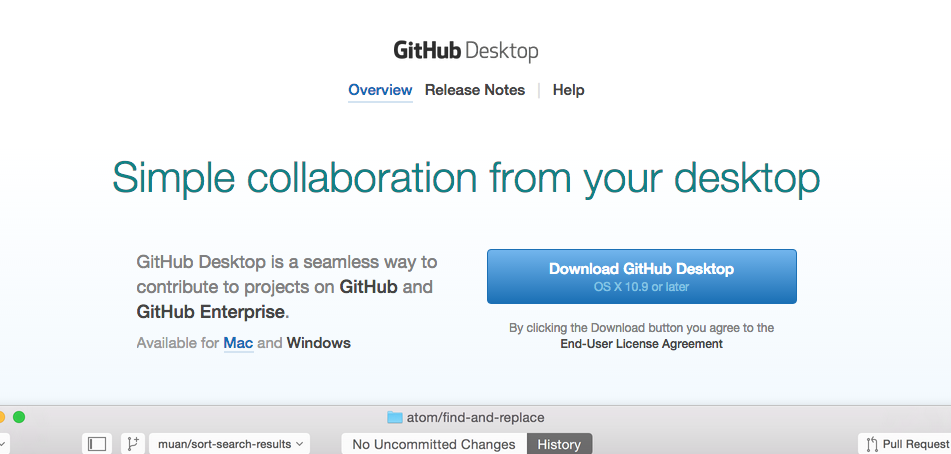 GitHub Desktop
Overview Release Notes Help
Simple collaboration from your desktop
GitHub Desktop is a seamless way to
contribute to projects on GitHub and
GitHub Enterprise.
Available for Mac and Windows
Download GitHub Desktop
OS X 10.9 or later
By clicking the Download button you agree to the
End-User License Agreement
atom/find-and-replace
muan/sort-search-results No Uncommitted Changes History Pull Request